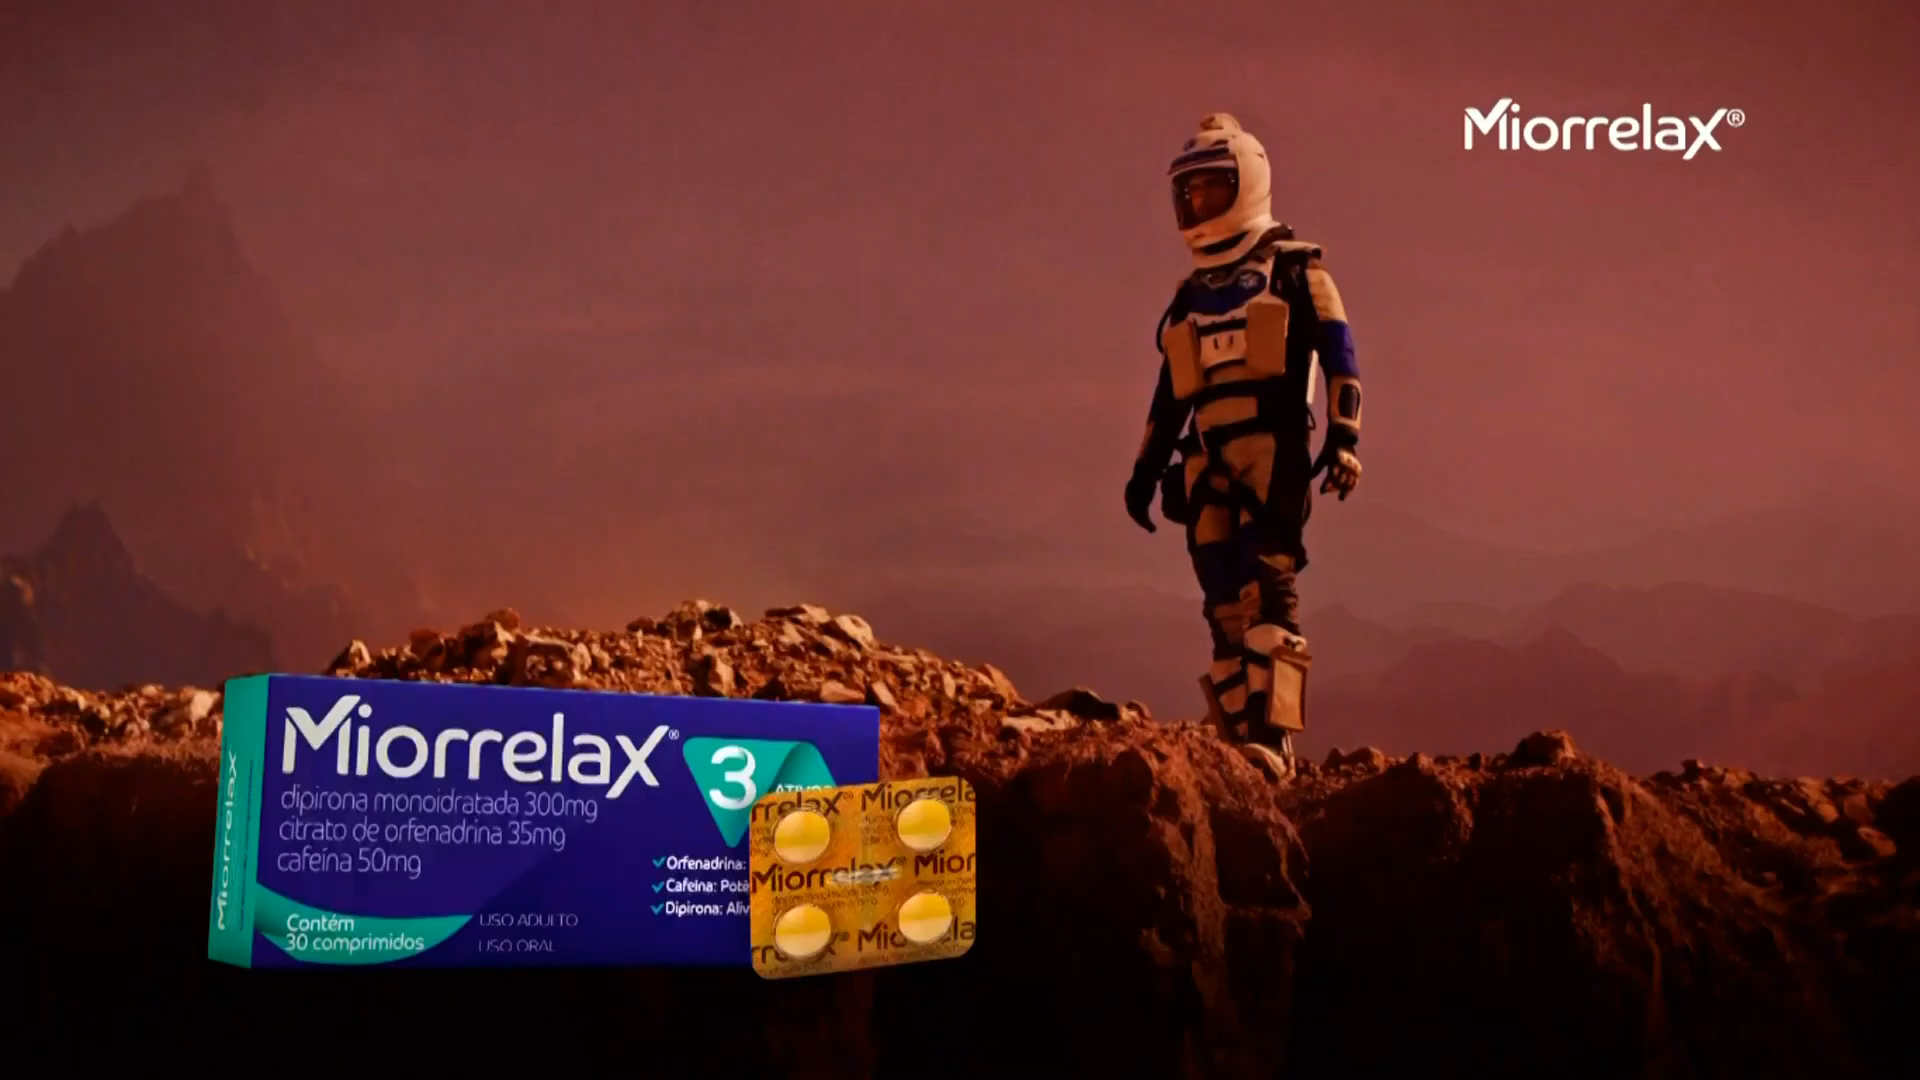 Miorrelax®
Miorrelax®
3
dipirona monoidratada 300mg
citrato de orfenadrina 35mg
cafeína 50mg
Orfenadrina:
Cafeína:
Dipirona:
Contém
30 comprimidos
USO ADULTO
USO ORAL
Miorrelax
Miorrelax®